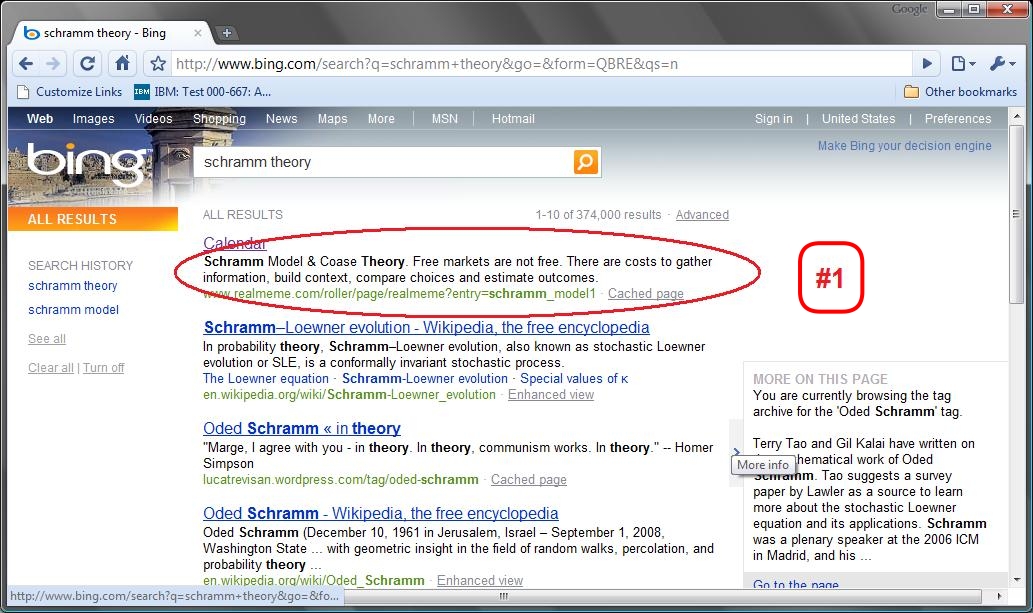 Google
schramm theory - Bing
http://www.bing.com/search?q=schramm+theory&go=&form=QBRE&qs=n
Customize Links IBM IBM: Test 000-667: A... Other bookmarks
Web Images Videos Shopping News Maps More MSN Hotmail Sign in | United States | Preferences
bing
schramm theory
Make Bing your decision engine
ALL RESULTS
ALL RESULTS 1-10 of 374,000 results · Advanced
SEARCH HISTORY
schramm theory
schramm model
See all
Clear all | Turn off
Calendar
Schramm Model & Coase Theory. Free markets are not free. There are costs to gather
information, build context, compare choices and estimate outcomes.
www.realmeme.com/roller/page/realmeme?entry=schramm_model1 · Cached page
#1
Schramm–Loewner evolution - Wikipedia, the free encyclopedia
In probability theory, Schramm–Loewner evolution, also known as stochastic Loewner
evolution or SLE, is a conformally invariant stochastic process.
The Loewner equation · Schramm-Loewner evolution · Special values of κ
en.wikipedia.org/wiki/Schramm-Loewner_evolution · Enhanced view
Oded Schramm « in theory
"Marge, I agree with you - in theory. In theory, communism works. In theory." -- Homer
Simpson
lucatrevisan.wordpress.com/tag/oded-schramm · Cached page
Oded Schramm - Wikipedia, the free encyclopedia
Oded Schramm (December 10, 1961 in Jerusalem, Israel – September 1, 2008,
Washington State ... with geometric insight in the field of random walks, percolation, and
probability theory ...
en.wikipedia.org/wiki/Oded_Schramm · Enhanced view
MORE ON THIS PAGE
You are currently browsing the tag
archive for the 'Oded Schramm' tag.
Terry Tao and Gil Kalai have written on
mathematical work of Oded
Schramm. Tao suggests a survey
paper by Lawler as a source to learn
more about the stochastic Loewner
equation and its applications. Schramm
was a plenary speaker at the 2006 ICM
in Madrid, and his ...
Go to the page
More info
http://www.bing.com/search?q=schramm+theory&go=&fo...